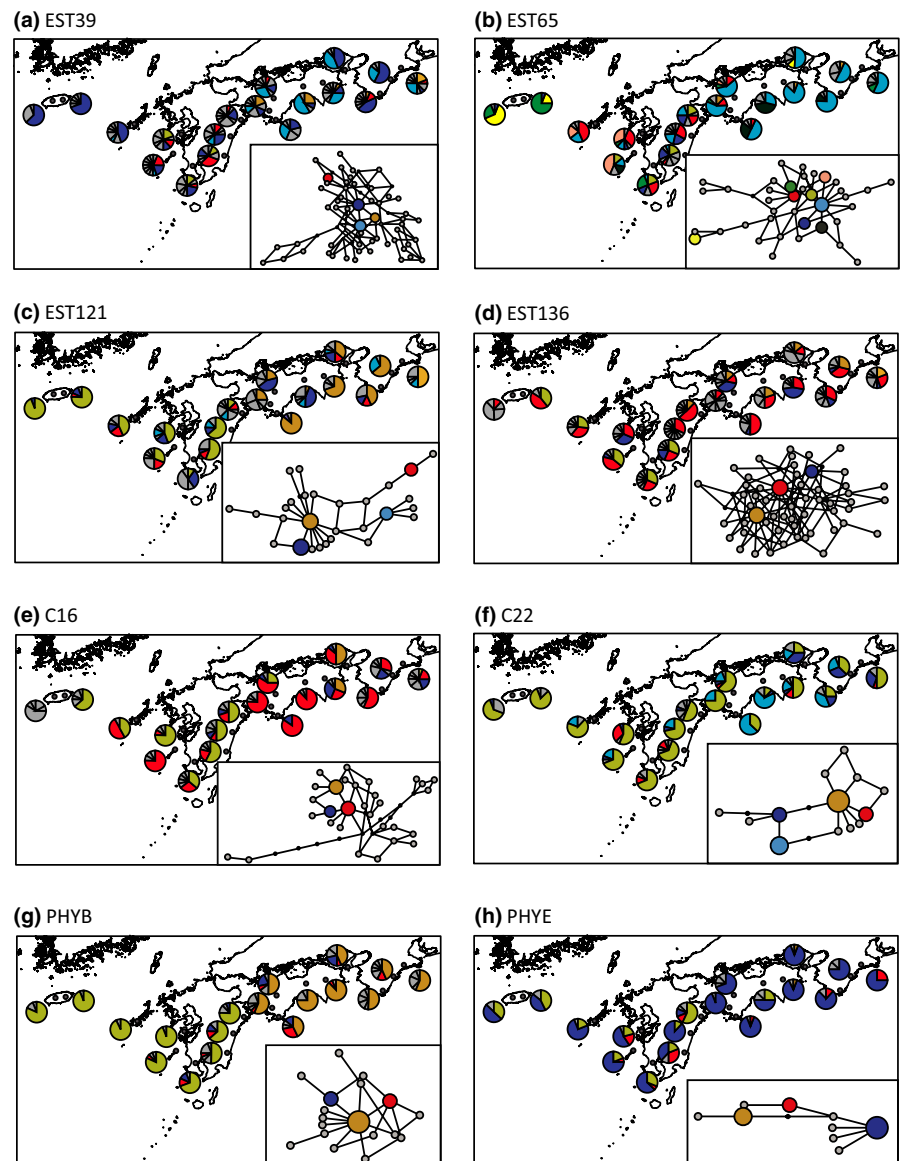 (a) EST39
(b) EST65
(c) EST121
(d) EST136
(e) C16
(f) C22
(g) PHYB
(h) PHYE